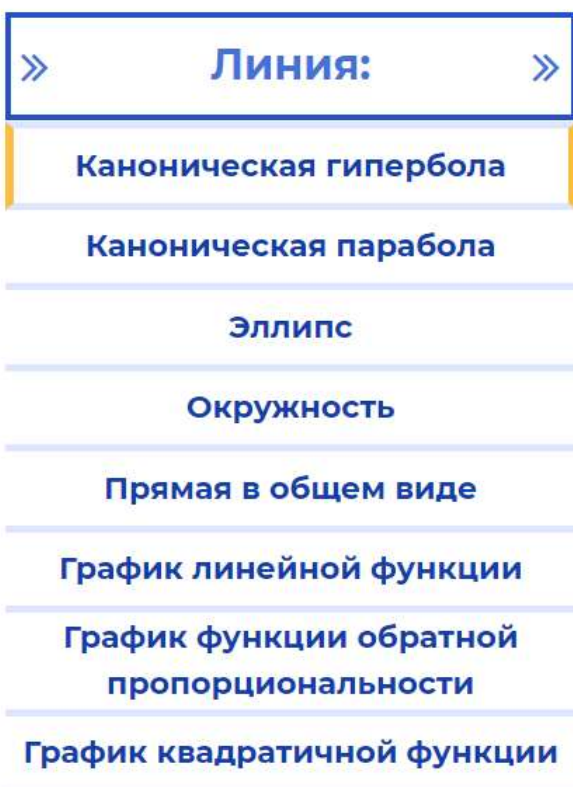 Линия:
Каноническая гипербола
Каноническая парабола
Эллипс
Окружность
Прямая в общем виде
График линейной функции
График функции обратной
пропорциональности
График квадратичной функции